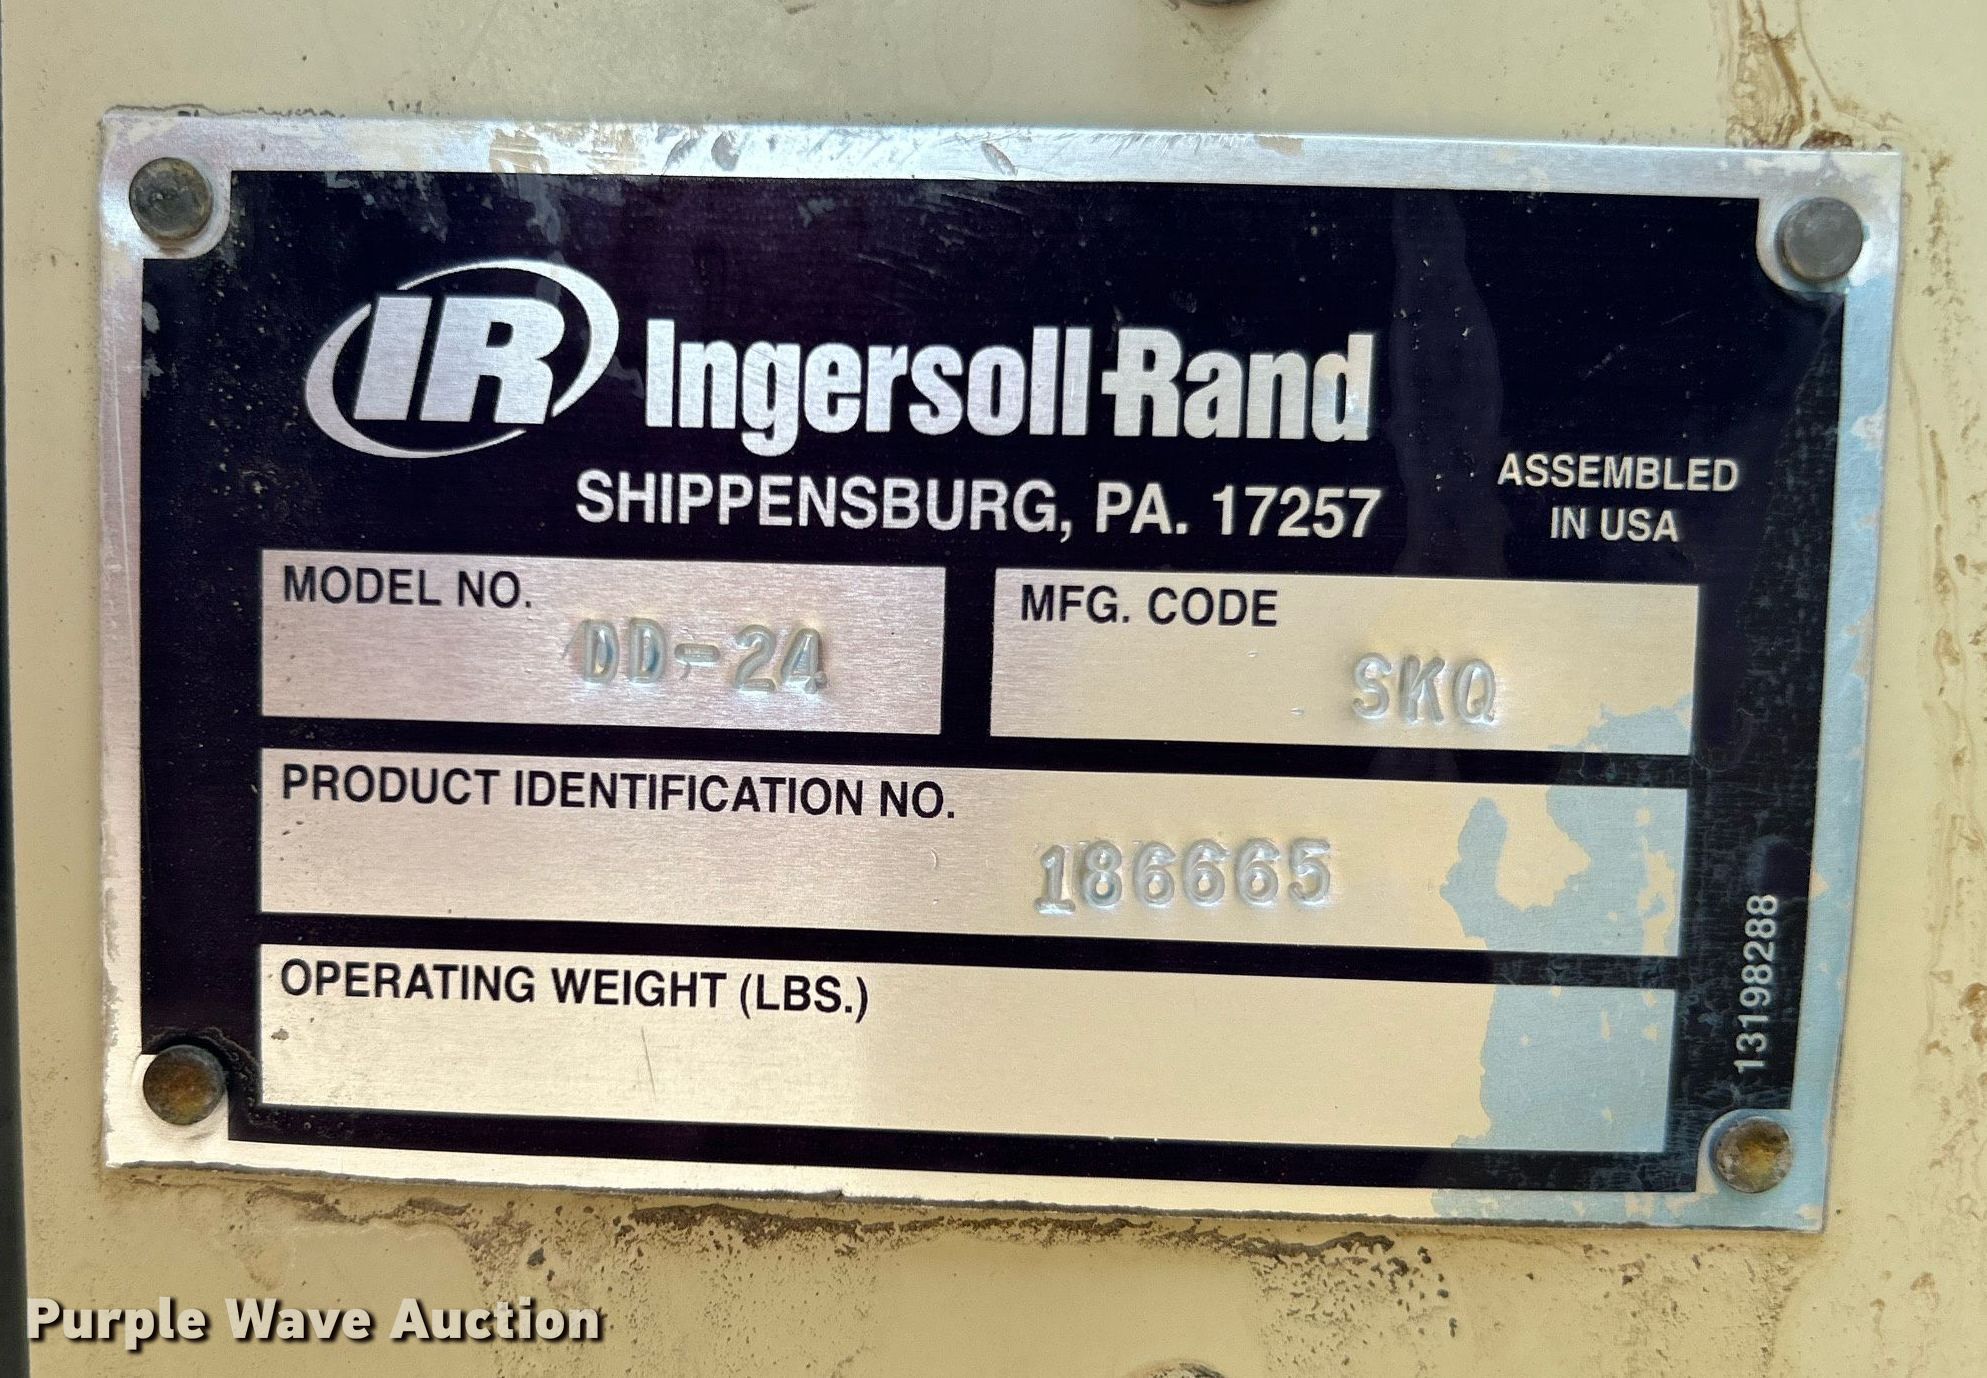 IR Ingersoll-Rand
SHIPPENSBURG, PA. 17257
ASSEMBLED
IN USA
MODEL NO.
DD-24
MFG. CODE
SKQ
PRODUCT IDENTIFICATION NO.
186665
OPERATING WEIGHT (LBS.)
13198288
Purple Wave Auction